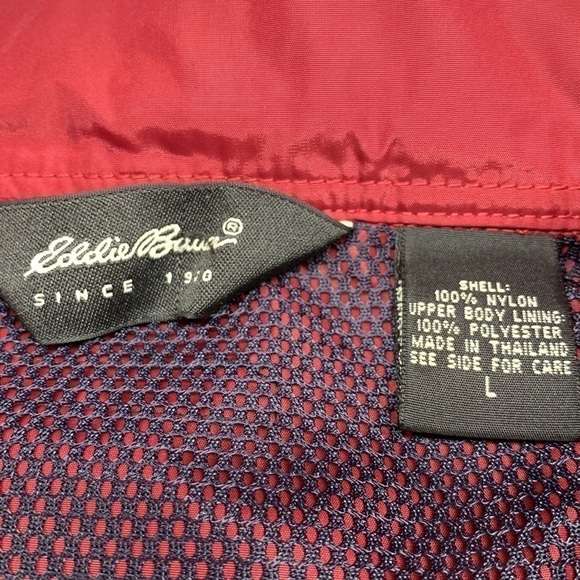 Eddie Bauer®
SINCE 1920
SHELL:
100% NYLON
UPPER BODY LINING:
100% POLYESTER
MADE IN THAILAND
SEE SIDE FOR CARE
L